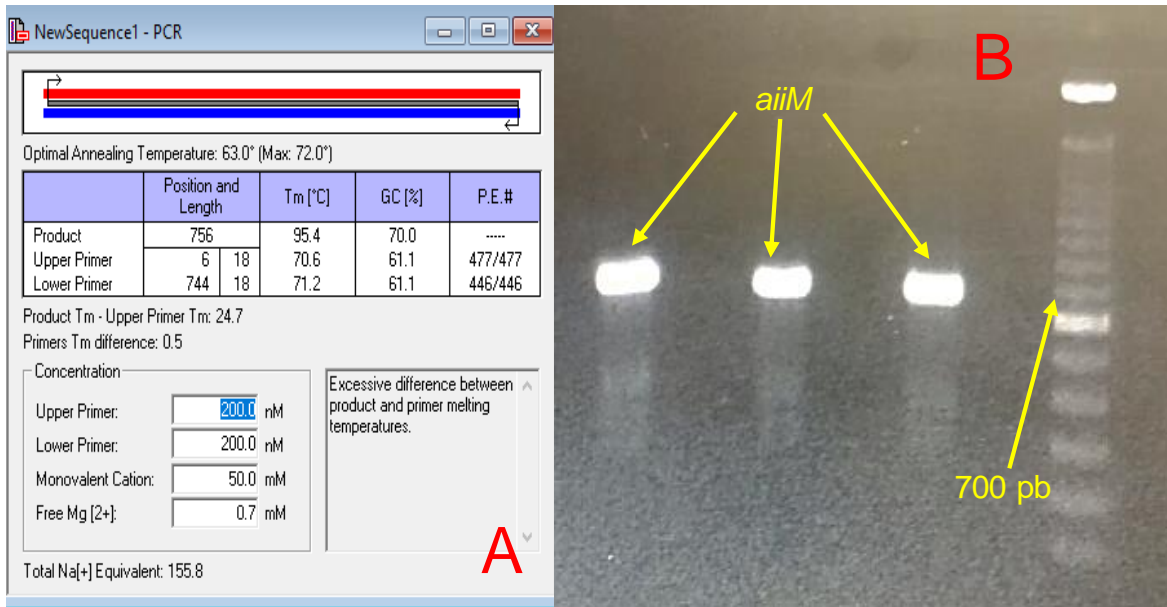 NewSequence1 - PCR
Optimal Annealing Temperature: 63.0° (Max: 72.0°)
Position and Length Tm [°C] GC [%] P.E.#
Product 756 95.4 70.0 -----
Upper Primer 6 18 70.6 61.1 477/477
Lower Primer 744 18 71.2 61.1 446/446
Product Tm - Upper Primer Tm: 24.7
Primers Tm difference: 0.5
Concentration
Upper Primer: 200.0 nM
Lower Primer: 200.0 nM
Monovalent Cation: 50.0 mM
Free Mg [2+]: 0.7 mM
Excessive difference between
product and primer melting
temperatures.
Total Na[+] Equivalent: 155.8
A
B
aiiM
700 pb